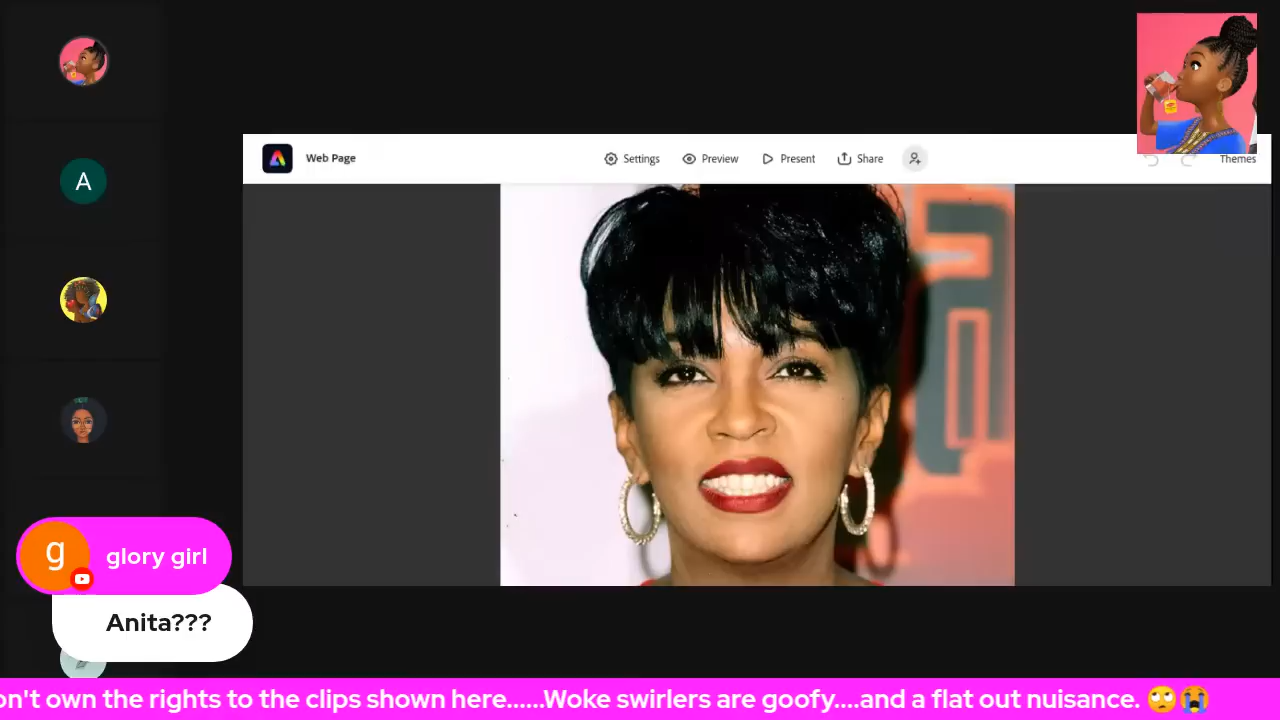 Web Page
Settings
Preview
Present
Share
Themes
A
g
glory girl
Anita???
on't own the rights to the clips shown here......Woke swirlers are goofy....and a flat out nuisance. 🙄😭